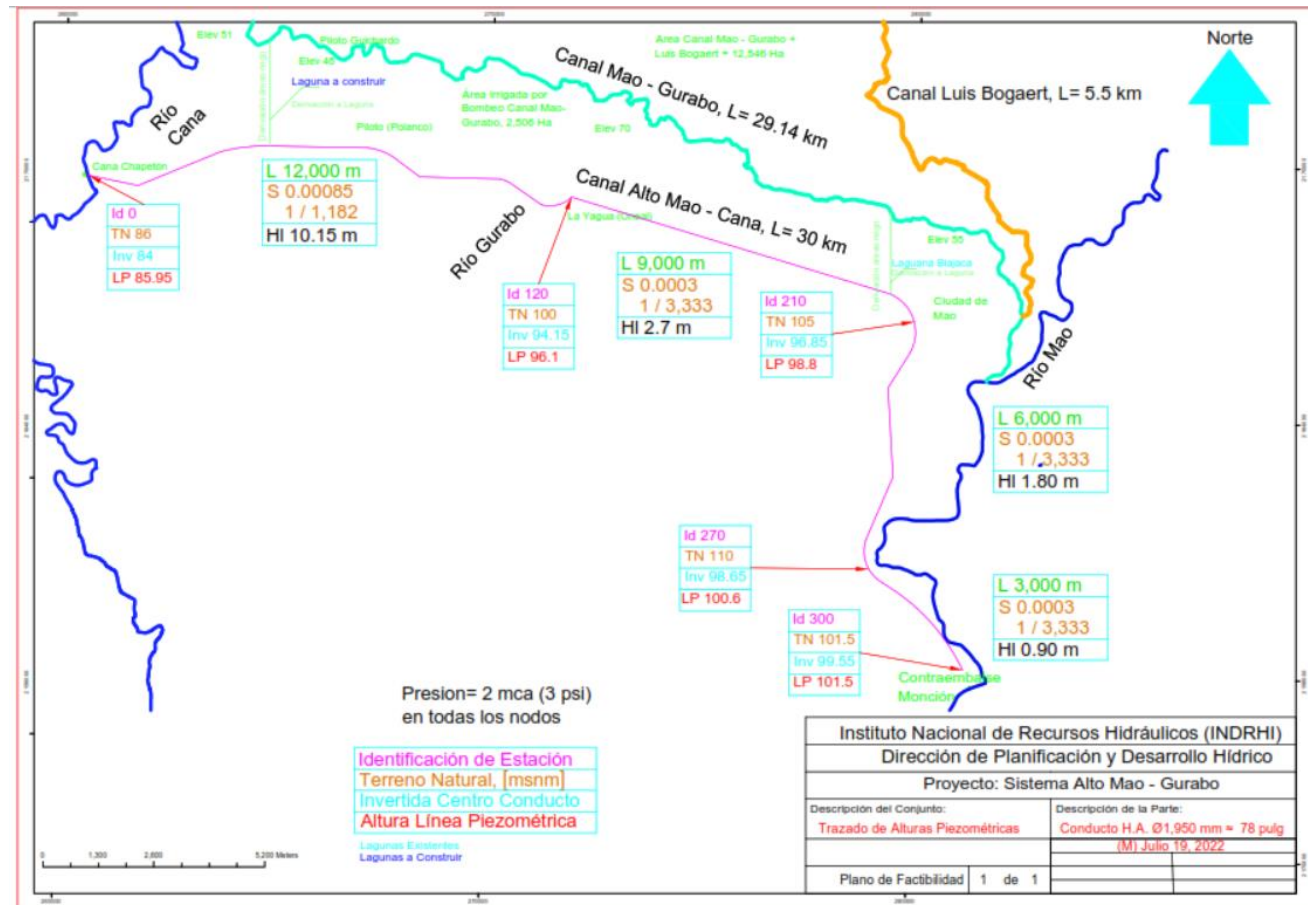 Norte
Elev 51
Piloto Guabardo
Elev 46
Laguna a construir
Derivación a Laguna
Area Irrigada por
Bombeo Canal Mao-
Gurabo, 2,506 Ha
Piloto (Polanco)
Area Canal Mao - Gurabo +
Luis Bogaert + 12,546 Ha
Elev 70
Canal Mao - Gurabo, L= 29.14 km
Canal Luis Bogaert, L= 5.5 km
Río
Cana
Cana Chapetón
Id 0
TN 86
Inv 84
LP 85.95
L 12,000 m
S 0.00085
1 / 1,182
Hl 10.15 m
Río Gurabo
Canal Alto Mao - Cana, L= 30 km
Id 120
TN 100
Inv 94.15
LP 96.1
L 9,000 m
S 0.0003
1 / 3,333
Hl 2.7 m
Id 210
TN 105
Inv 96.85
LP 98.8
Elev 55
Laguana Biajaca
Ciudad de
Mao
Río Mao
L 6,000 m
S 0.0003
1 / 3,333
Hl 1.80 m
Id 270
TN 110
Inv 98.65
LP 100.6
L 3,000 m
S 0.0003
1 / 3,333
Hl 0.90 m
Id 300
TN 101.5
Inv 99.55
LP 101.5
Contraembalse
Monción
Presion= 2 mca (3 psi)
en todas los nodos
Identificación de Estación
Terreno Natural, [msnm]
Invertida Centro Conducto
Altura Línea Piezométrica
Lagunas Existentes
Lagunas a Construir
0 1,300 2,600 5,200 Meters
Instituto Nacional de Recursos Hidráulicos (INDRHI)
Dirección de Planificación y Desarrollo Hídrico
Proyecto: Sistema Alto Mao - Gurabo
Descripción del Conjunto:
Trazado de Alturas Piezométricas
Descripción de la Parte:
Conducto H.A. Ø1,950 mm ≈ 78 pulg
(M) Julio 19, 2022
Plano de Factibilidad 1 de 1